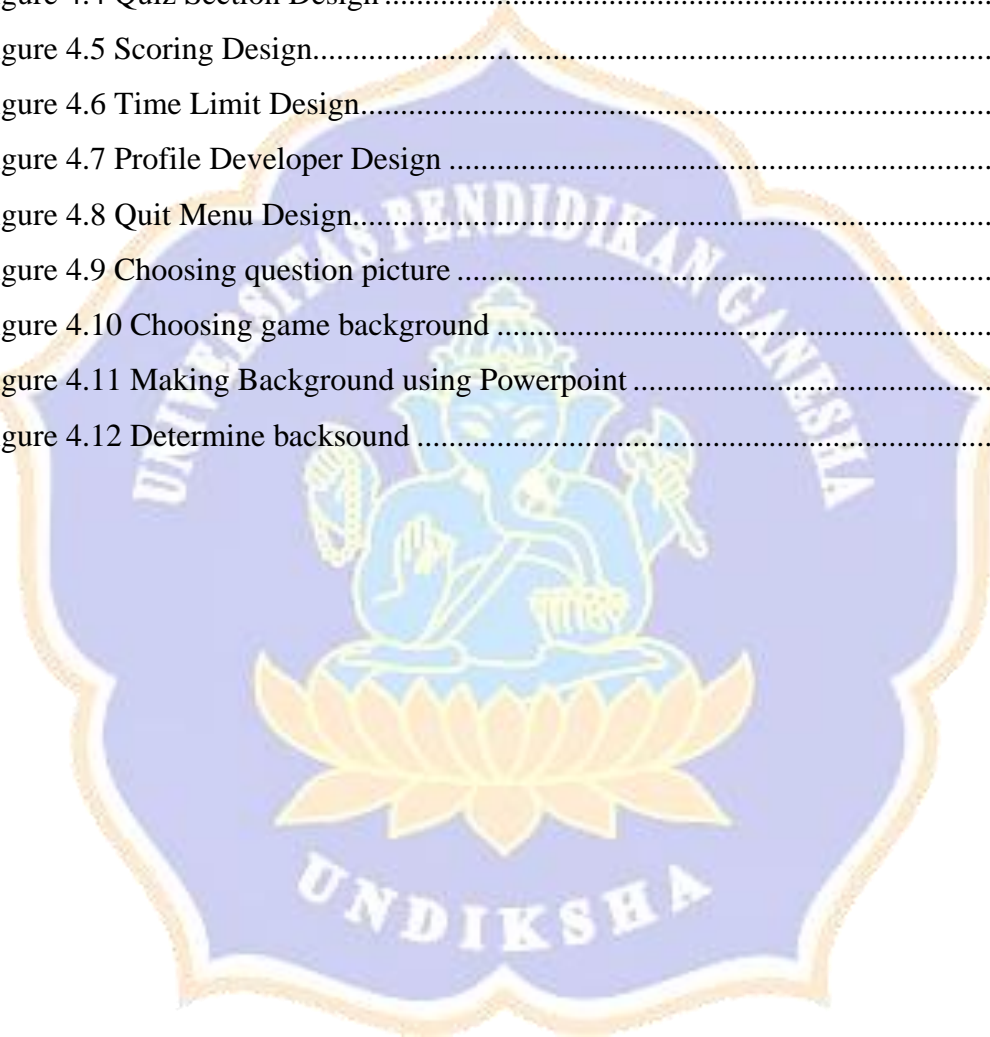 gure 4.4 Quiz Section Design
gure 4.5 Scoring Design
gure 4.6 Time Limit Design
gure 4.7 Profile Developer Design
gure 4.8 Quit Menu Design
gure 4.9 Choosing question picture
gure 4.10 Choosing game background
gure 4.11 Making Background using Powerpoint
gure 4.12 Determine backsound
UNIVERSITAS PENDIDIKAN GANESHA
UNDIKSHA